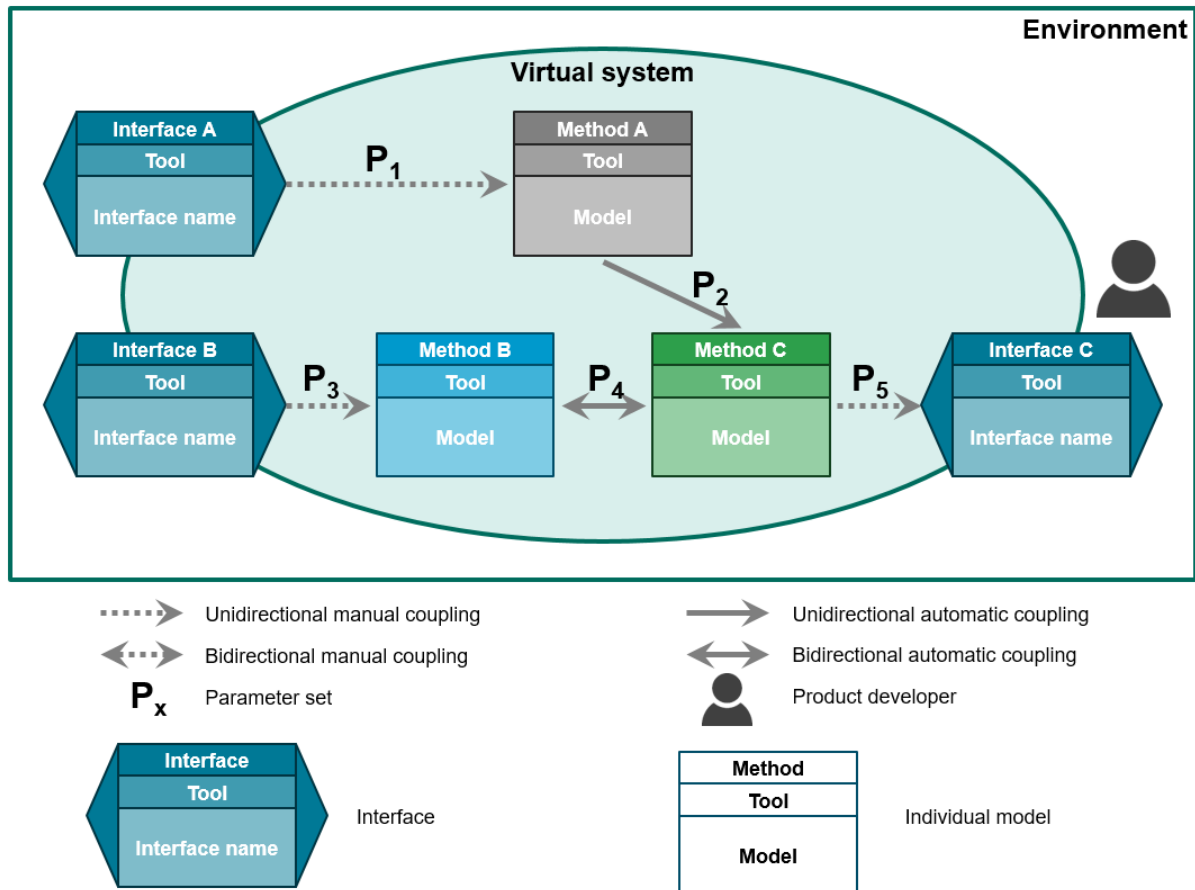 Environment
Virtual system
Interface A
Tool
Interface name
P1
Method A
Tool
Model
P2
Interface B
Tool
Interface name
P3
Method B
Tool
Model
P4
Method C
Tool
Model
P5
Interface C
Tool
Interface name
Unidirectional manual coupling
Unidirectional automatic coupling
Bidirectional manual coupling
Bidirectional automatic coupling
Px
Parameter set
Product developer
Interface
Tool
Interface name
Interface
Method
Tool
Model
Individual model